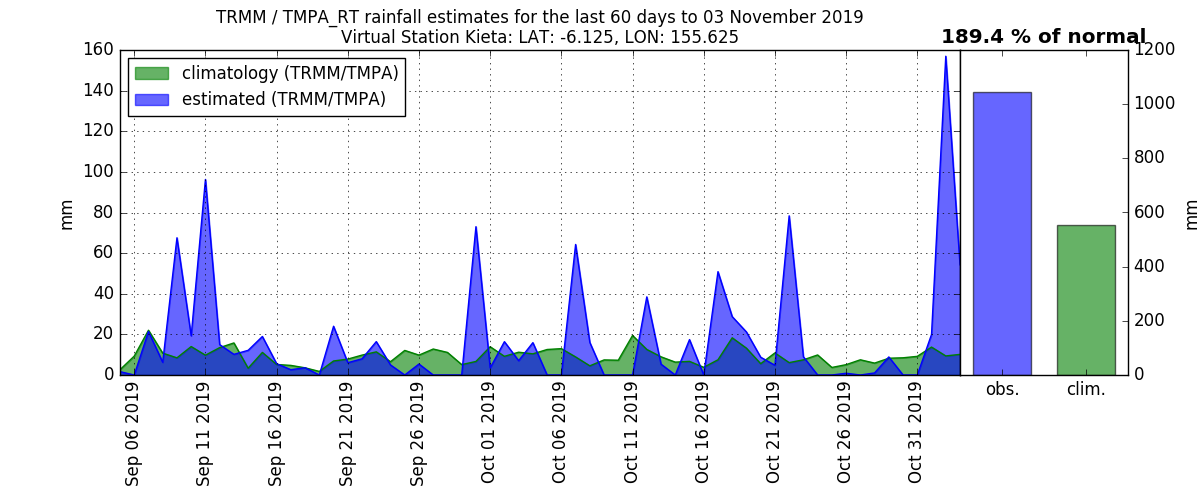 TRMM / TMPA_RT rainfall estimates for the last 60 days to 03 November 2019
Virtual Station Kieta: LAT: -6.125, LON: 155.625
189.4 % of normal
climatology (TRMM/TMPA)
estimated (TRMM/TMPA)
160
140
120
100
80
60
40
20
0
mm
Sep 06 2019
Sep 11 2019
Sep 16 2019
Sep 21 2019
Sep 26 2019
Oct 01 2019
Oct 06 2019
Oct 11 2019
Oct 16 2019
Oct 21 2019
Oct 26 2019
Oct 31 2019
obs.
clim.
1200
1000
800
600
400
200
0
mm